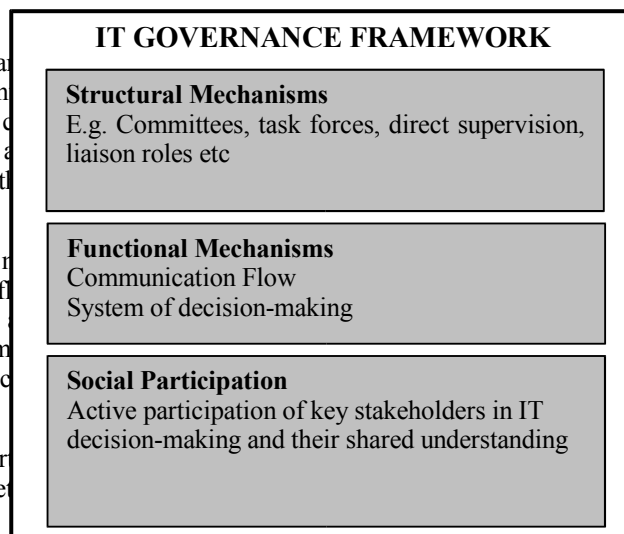 IT GOVERNANCE FRAMEWORK
Structural Mechanisms
E.g. Committees, task forces, direct supervision,
liaison roles etc
Functional Mechanisms
Communication Flow
System of decision-making
Social Participation
Active participation of key stakeholders in IT
decision-making and their shared understanding